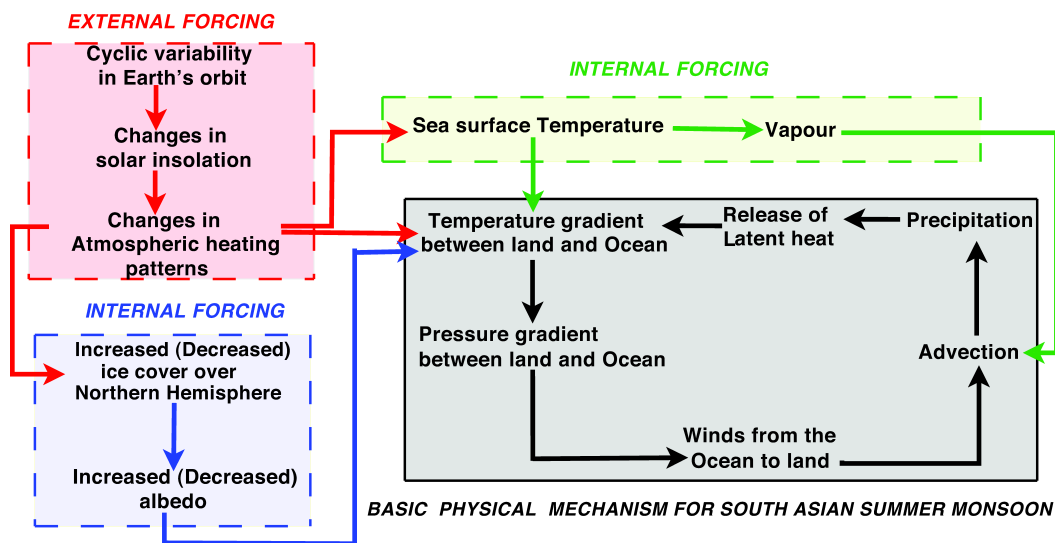 EXTERNAL FORCING
Cyclic variability
in Earth's orbit
Changes in
solar insolation
Changes in
Atmospheric heating
patterns
INTERNAL FORCING
Increased (Decreased)
ice cover over
Northern Hemisphere
Increased (Decreased)
albedo
INTERNAL FORCING
Sea surface Temperature
Vapour
Temperature gradient
between land and Ocean
Release of
Latent heat
Precipitation
Pressure gradient
between land and Ocean
Advection
Winds from the
Ocean to land
BASIC PHYSICAL MECHANISM FOR SOUTH ASIAN SUMMER MONSOON